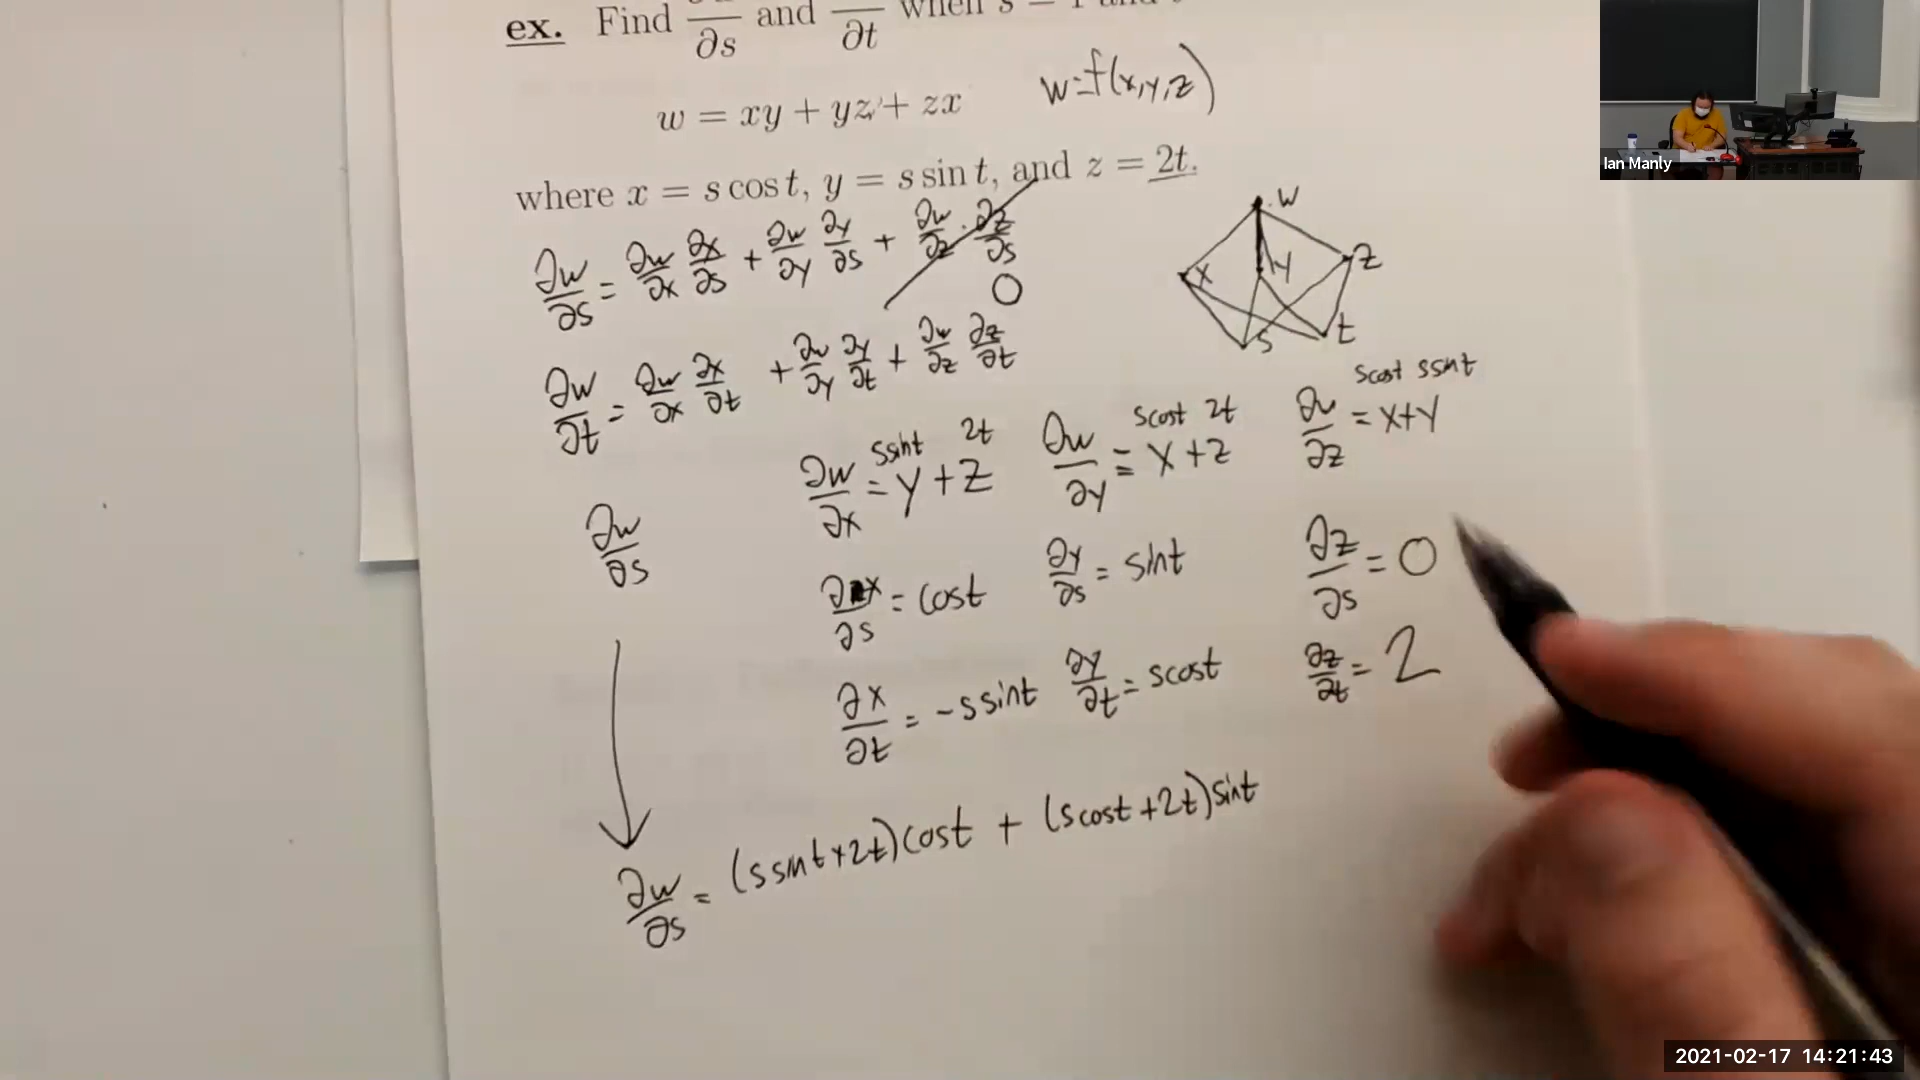 ex. Find ∂s and ∂t when s
w = xy + yz + zx w=f(x,y,z)
where x = s cos t, y = s sin t, and z = 2t.
∂w/∂s = ∂w/∂x ∂x/∂s + ∂w/∂y ∂y/∂s + ∂w/∂z · ∂z/∂s
0
∂w/∂t = ∂w/∂x ∂x/∂t + ∂w/∂y ∂y/∂t + ∂w/∂z ∂z/∂t
w
x y z
s t
ssint 2t scost 2t scost ssint
∂w/∂x = y + z ∂w/∂y = x + z ∂w/∂z = x+y
∂w/∂s
∂x/∂s = cost ∂y/∂s = sint ∂z/∂s = 0
∂x/∂t = -ssint ∂y/∂t = scost ∂z/∂t = 2
∂w/∂s = (ssint+2t)cost + (scost+2t)sint
Ian Manly
2021-02-17 14:21:43